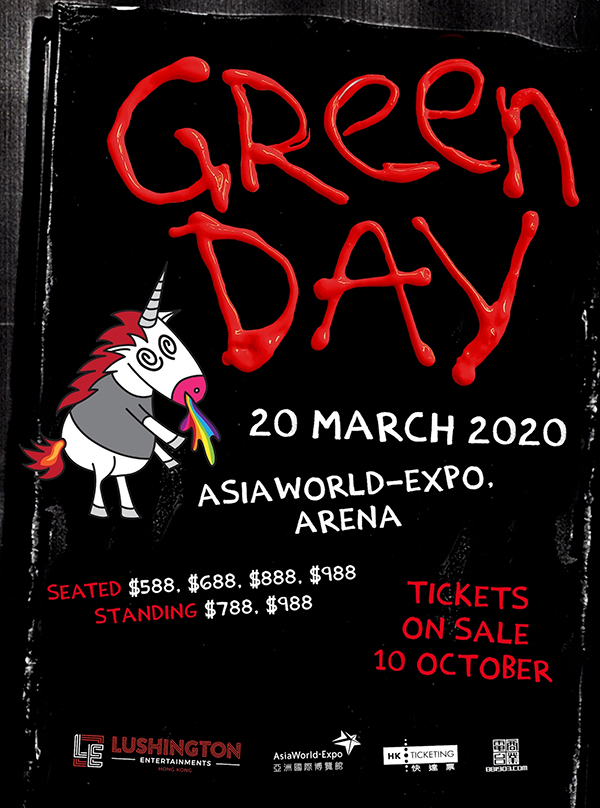 GREEN
DAY
20 MARCH 2020
ASIAWORLD-EXPO,
ARENA
SEATED $588, $688, $888, $988
STANDING $788, $988
TICKETS
ON SALE
10 OCTOBER
LUSHINGTON
ENTERTAINMENTS
HONG KONG
AsiaWorld-Expo
亞洲國際博覽館
HK TICKETING
快達票
881903.COM